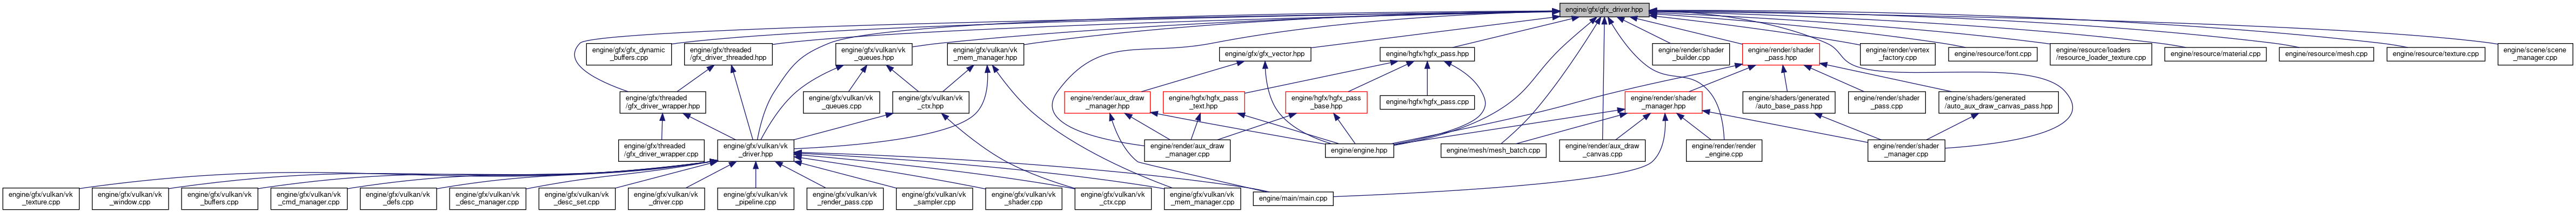 engine/gfx/gfx_driver.hpp
engine/gfx/gfx_dynamic
_buffers.cpp
engine/gfx/threaded
/gfx_driver_threaded.hpp
engine/gfx/vulkan/vk
_queues.hpp
engine/gfx/vulkan/vk
_mem_manager.hpp
engine/gfx/gfx_vector.hpp
engine/hgfx/hgfx_pass.hpp
engine/render/shader
_builder.cpp
engine/render/shader
_pass.hpp
engine/render/vertex
_factory.cpp
engine/resource/font.cpp
engine/resource/loaders
/resource_loader_texture.cpp
engine/resource/material.cpp
engine/resource/mesh.cpp
engine/resource/texture.cpp
engine/scene/scene
_manager.cpp
engine/gfx/threaded
/gfx_driver_wrapper.hpp
engine/gfx/vulkan/vk
_queues.cpp
engine/gfx/vulkan/vk
_ctx.hpp
engine/render/aux_draw
_manager.hpp
engine/hgfx/hgfx_pass
_text.hpp
engine/hgfx/hgfx_pass
_base.hpp
engine/hgfx/hgfx_pass.cpp
engine/render/shader
_manager.hpp
engine/shaders/generated
/auto_base_pass.hpp
engine/render/shader
_pass.cpp
engine/shaders/generated
/auto_aux_draw_canvas_pass.hpp
engine/gfx/threaded
/gfx_driver_wrapper.cpp
engine/gfx/vulkan/vk
_driver.hpp
engine/render/aux_draw
_manager.cpp
engine/engine.hpp
engine/mesh/mesh_batch.cpp
engine/render/aux_draw
_canvas.cpp
engine/render/render
_engine.cpp
engine/render/shader
_manager.cpp
engine/gfx/vulkan/vk
_texture.cpp
engine/gfx/vulkan/vk
_window.cpp
engine/gfx/vulkan/vk
_buffers.cpp
engine/gfx/vulkan/vk
_cmd_manager.cpp
engine/gfx/vulkan/vk
_defs.cpp
engine/gfx/vulkan/vk
_desc_manager.cpp
engine/gfx/vulkan/vk
_desc_set.cpp
engine/gfx/vulkan/vk
_driver.cpp
engine/gfx/vulkan/vk
_pipeline.cpp
engine/gfx/vulkan/vk
_render_pass.cpp
engine/gfx/vulkan/vk
_sampler.cpp
engine/gfx/vulkan/vk
_shader.cpp
engine/gfx/vulkan/vk
_ctx.cpp
engine/gfx/vulkan/vk
_mem_manager.cpp
engine/main/main.cpp